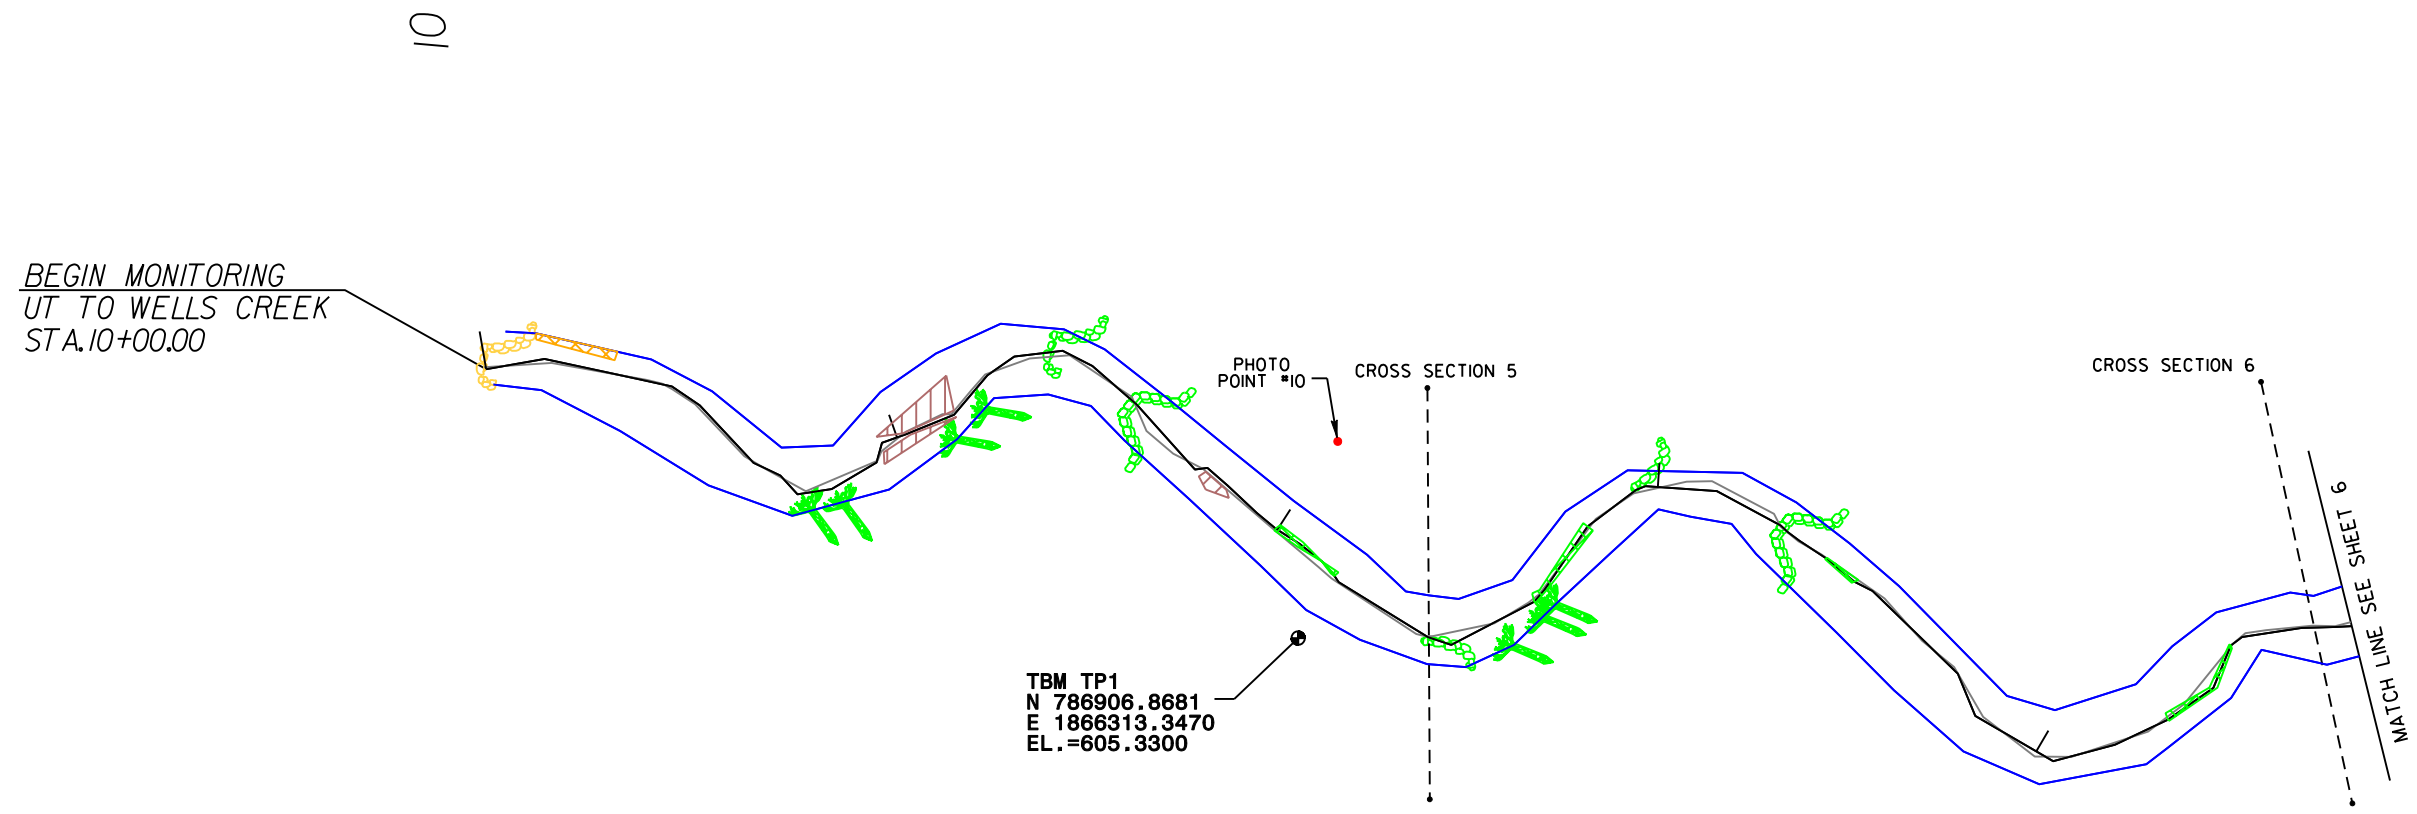 10
BEGIN MONITORING
UT TO WELLS CREEK
STA.10+00.00
PHOTO
POINT #10
CROSS SECTION 5
CROSS SECTION 6
MATCH LINE SEE SHEET 6
TBM TP1
N 786906.8681
E 1866313.3470
EL.=605.3300